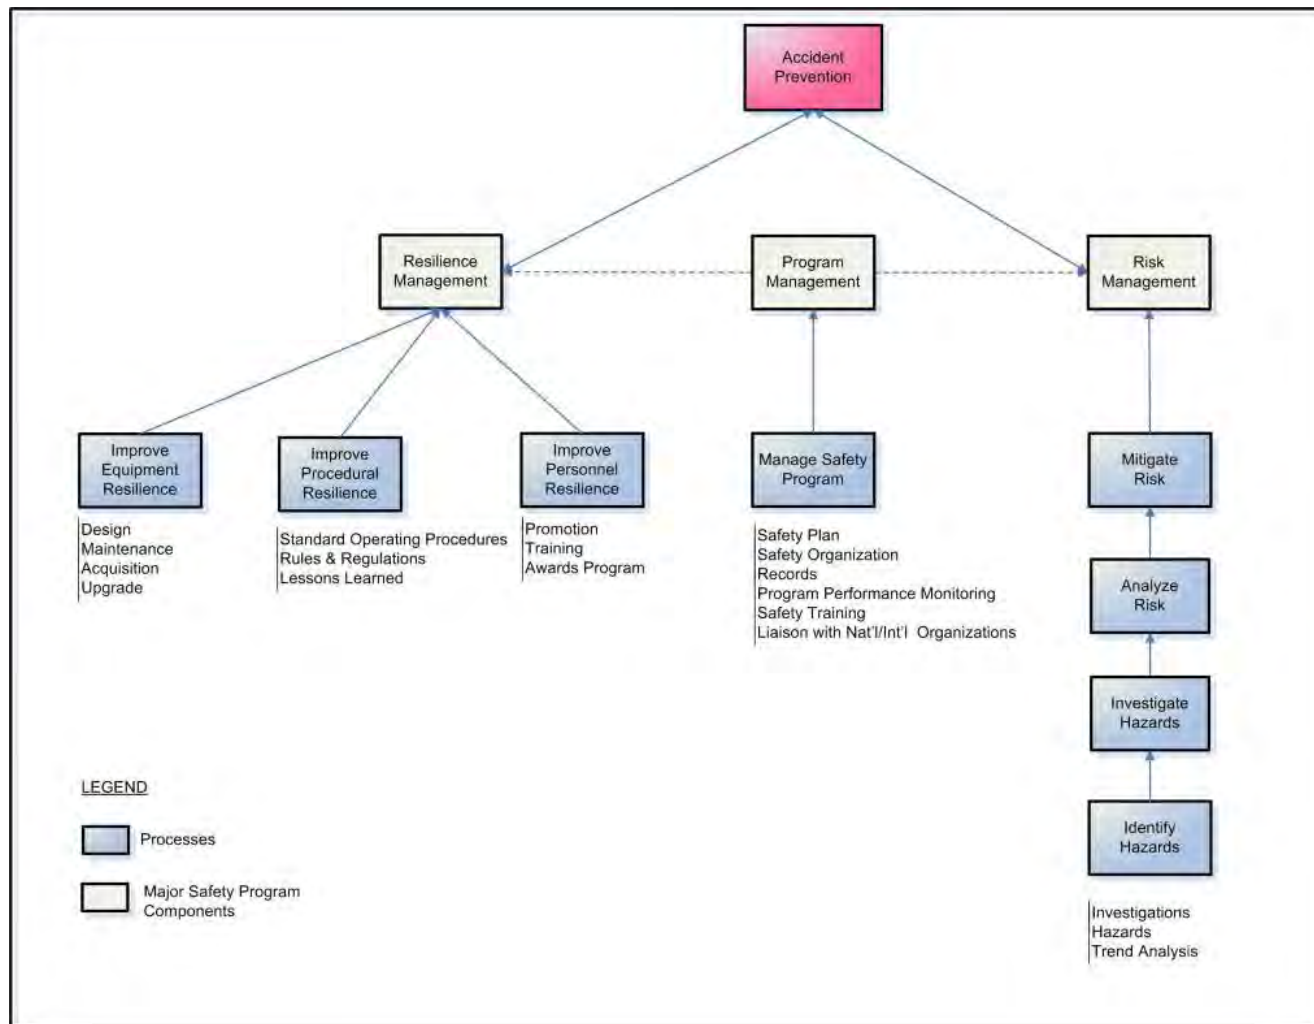 Accident
Prevention
Resilience
Management
Program
Management
Risk
Management
Improve
Equipment
Resilience
Improve
Procedural
Resilience
Improve
Personnel
Resilience
Manage Safety
Program
Mitigate
Risk
Design
Maintenance
Acquisition
Upgrade
Standard Operating Procedures
Rules & Regulations
Lessons Learned
Promotion
Training
Awards Program
Safety Plan
Safety Organization
Records
Program Performance Monitoring
Safety Training
Liaison with Nat'l/Int'l Organizations
Analyze
Risk
Investigate
Hazards
Identify
Hazards
Investigations
Hazards
Trend Analysis
LEGEND
Processes
Major Safety Program
Components